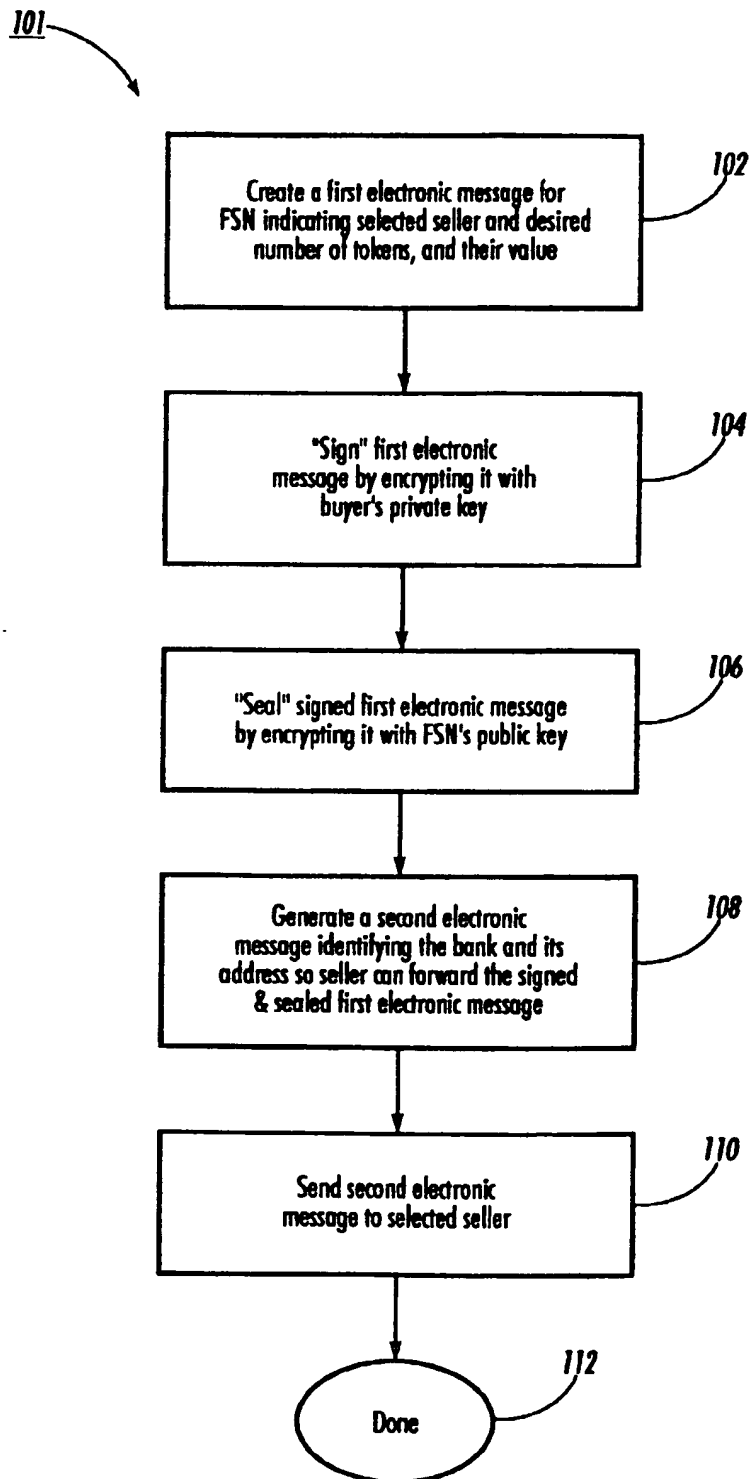 101
102
Create a first electronic message for
FSN indicating selected seller and desired
number of tokens, and their value
104
"Sign" first electronic
message by encrypting it with
buyer's private key
106
"Seal" signed first electronic message
by encrypting it with FSN's public key
108
Generate a second electronic
message identifying the bank and its
address so seller can forward the signed
& sealed first electronic message
110
Send second electronic
message to selected seller
112
Done